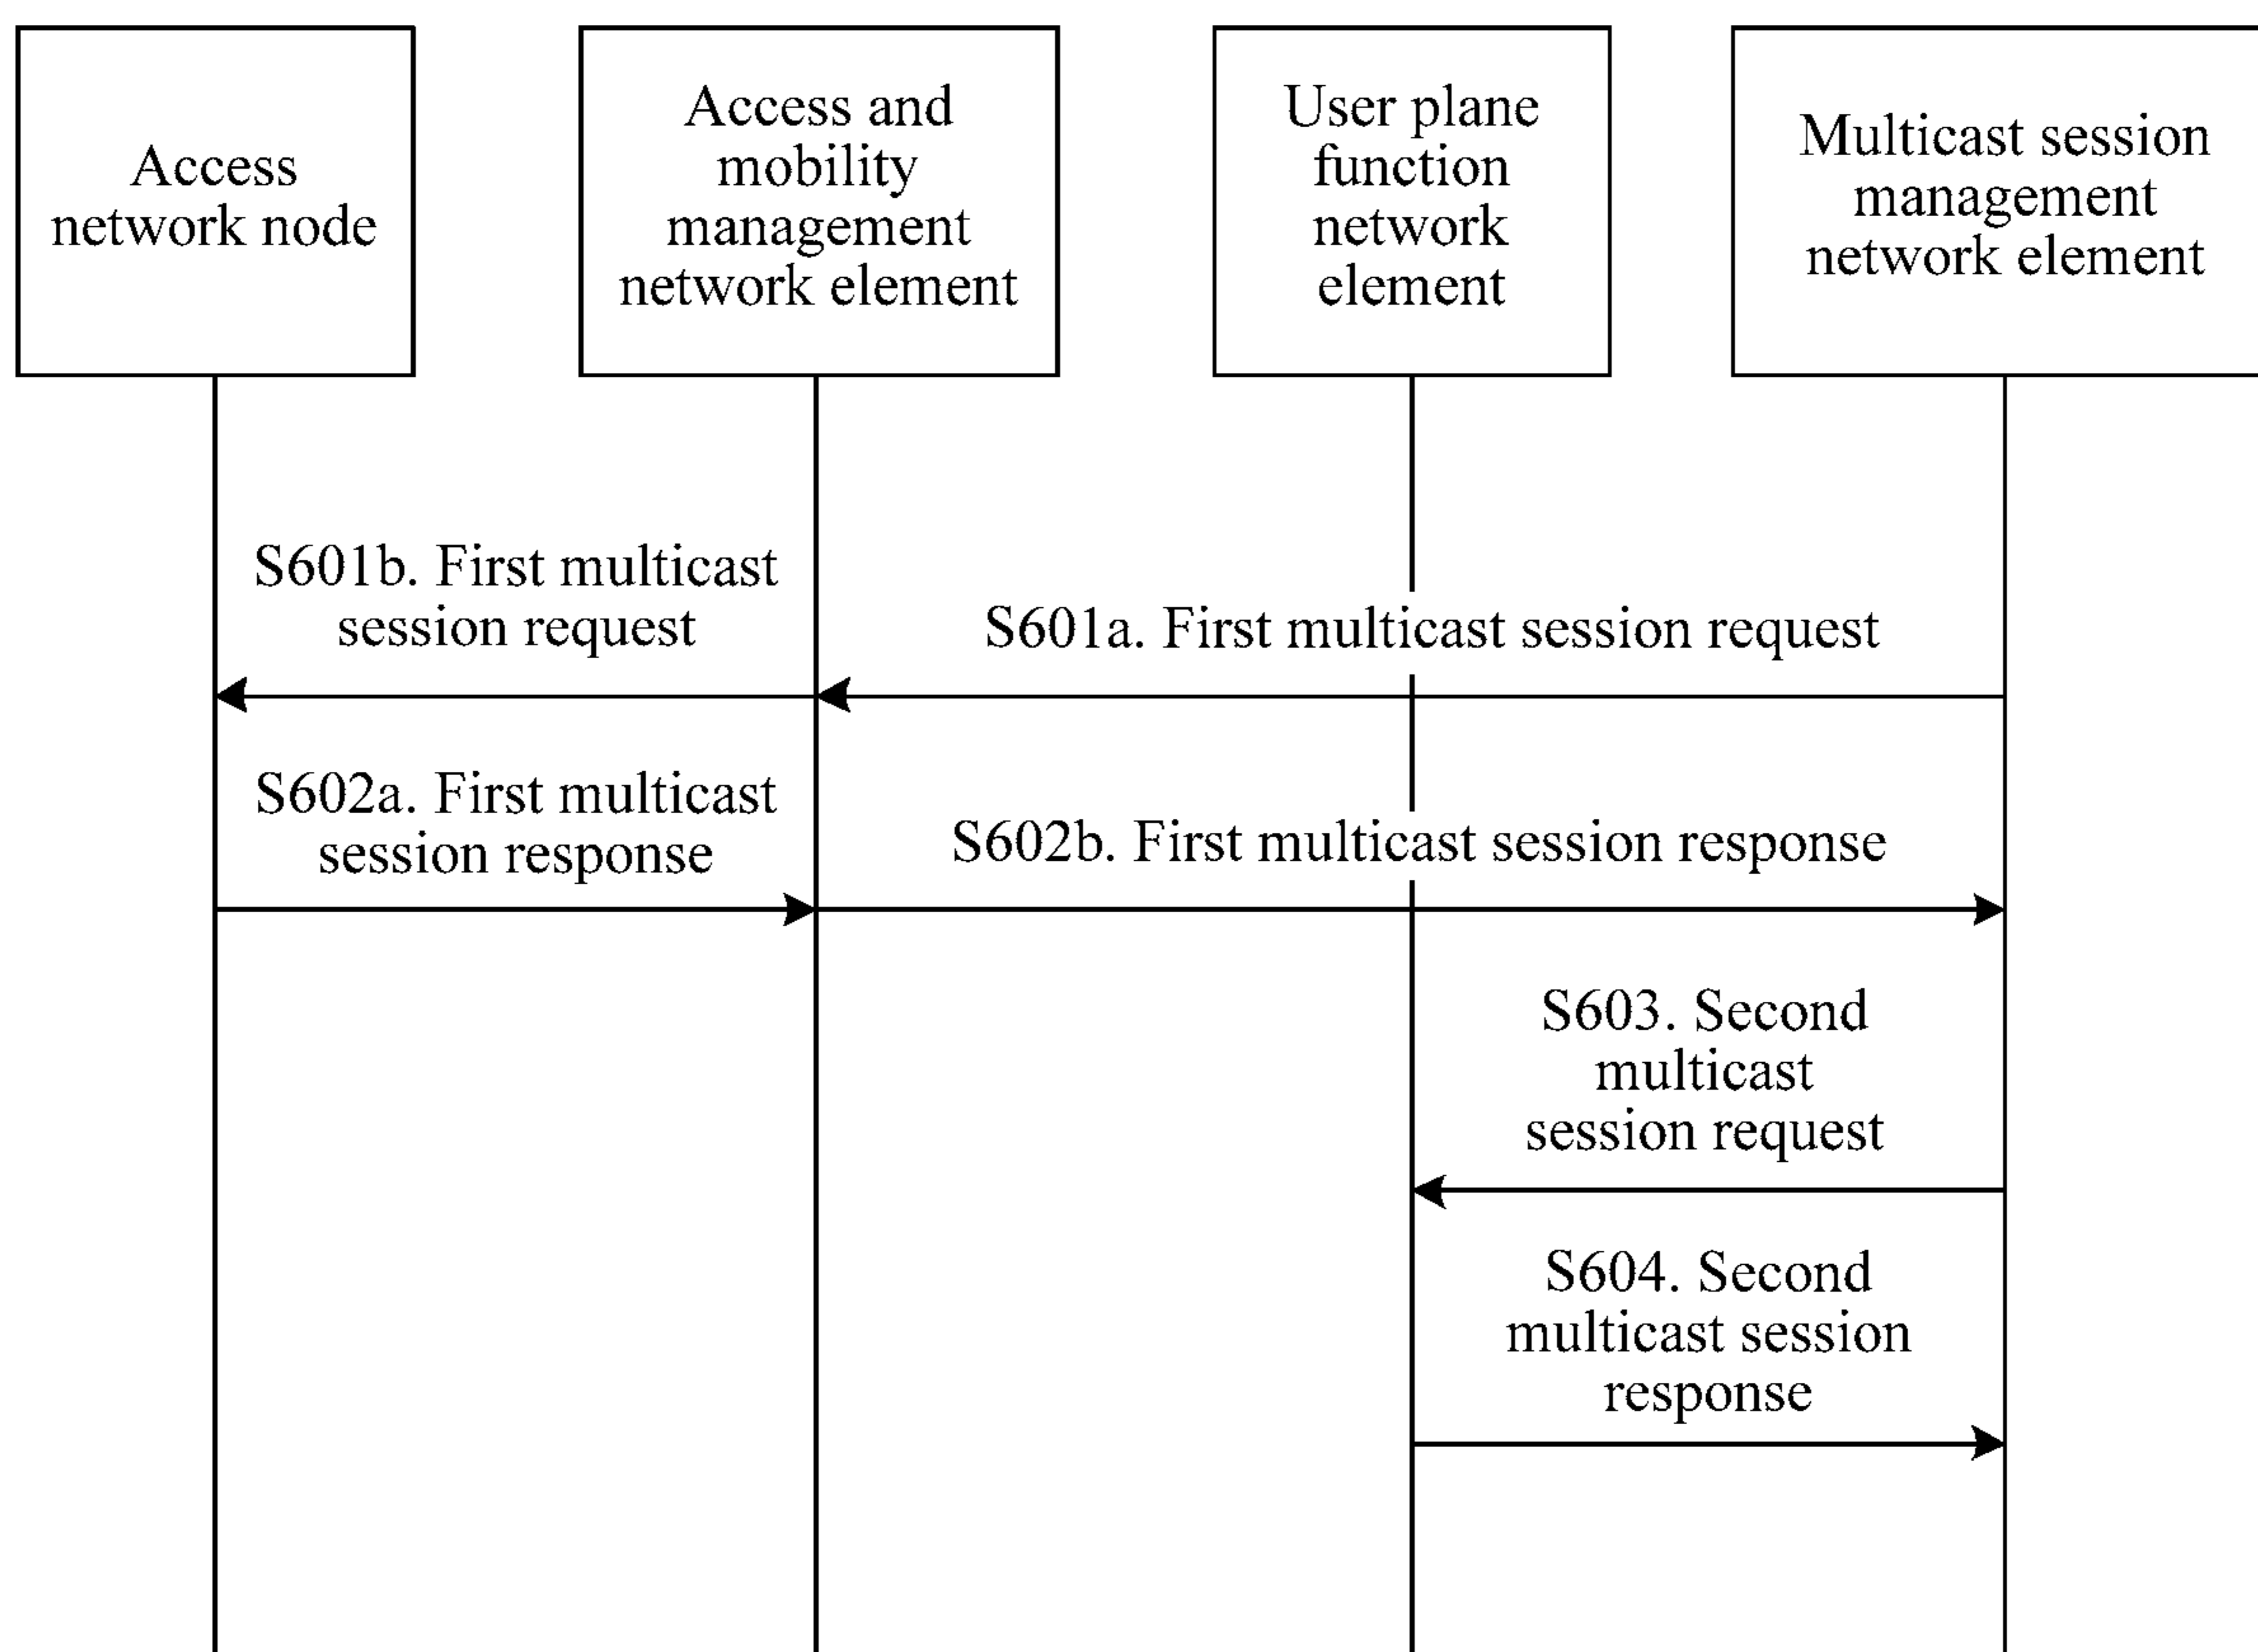 Access
network node
Access and
mobility
management
network element
User plane
function
network
element
Multicast session
management
network element
S601b. First multicast
session request
S601a. First multicast session request
S602a. First multicast
session response
S602b. First multicast session response
S603. Second
multicast
session request
S604. Second
multicast session
response